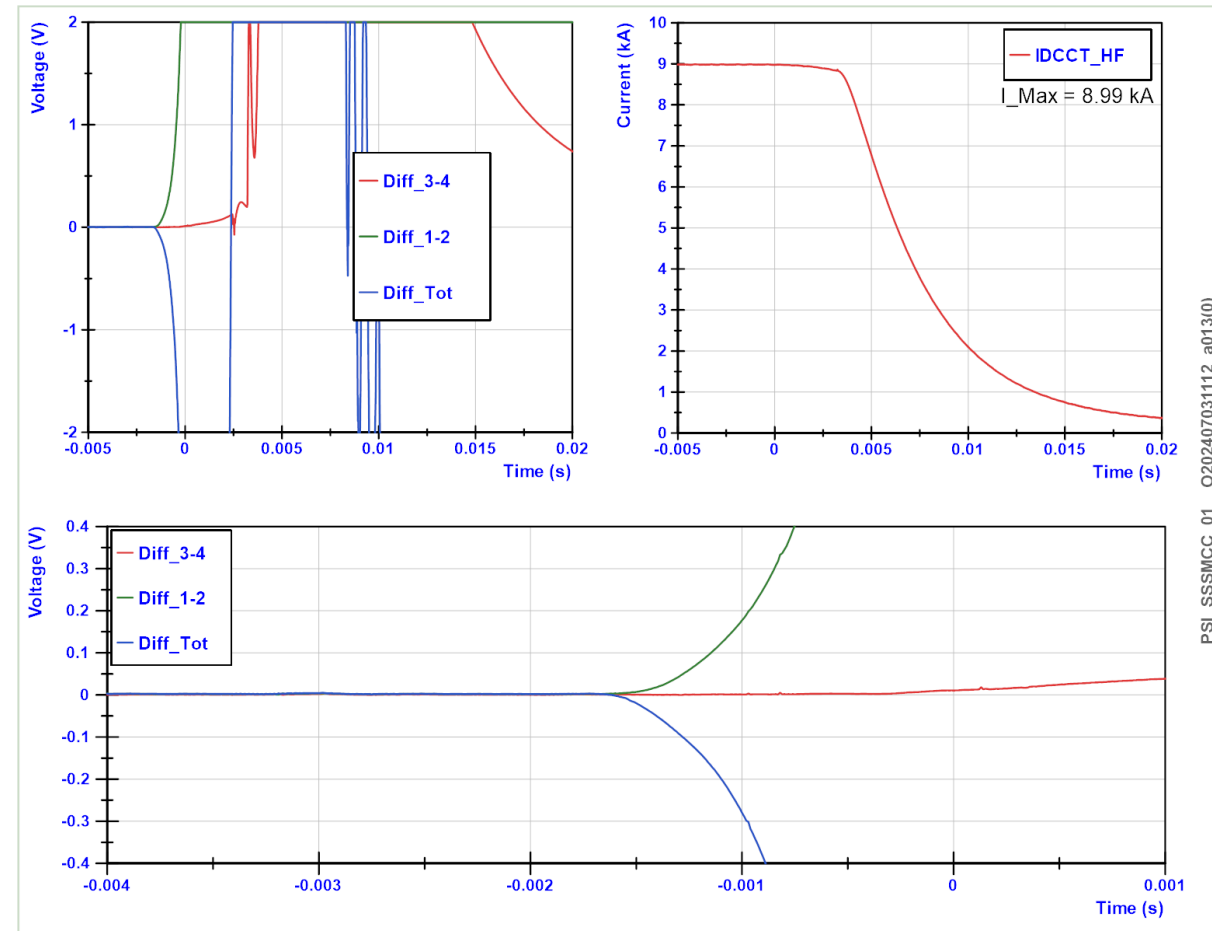 Voltage (V)
2
1
0
-1
-2
-0.005
0
0.005
0.01
0.015
0.02
Time (s)
Diff_3-4
Diff_1-2
Diff_Tot
Current (kA)
10
9
8
7
6
5
4
3
2
1
0
-0.005
0
0.005
0.01
0.015
0.02
Time (s)
IDCCT_HF
I_Max = 8.99 kA
Voltage (V)
0.4
0.3
0.2
0.1
0
-0.1
-0.2
-0.3
-0.4
-0.004
-0.003
-0.002
-0.001
0
0.001
Time (s)
Diff_3-4
Diff_1-2
Diff_Tot
PSI_SSSMCC_01 O202407031112_a013(0)